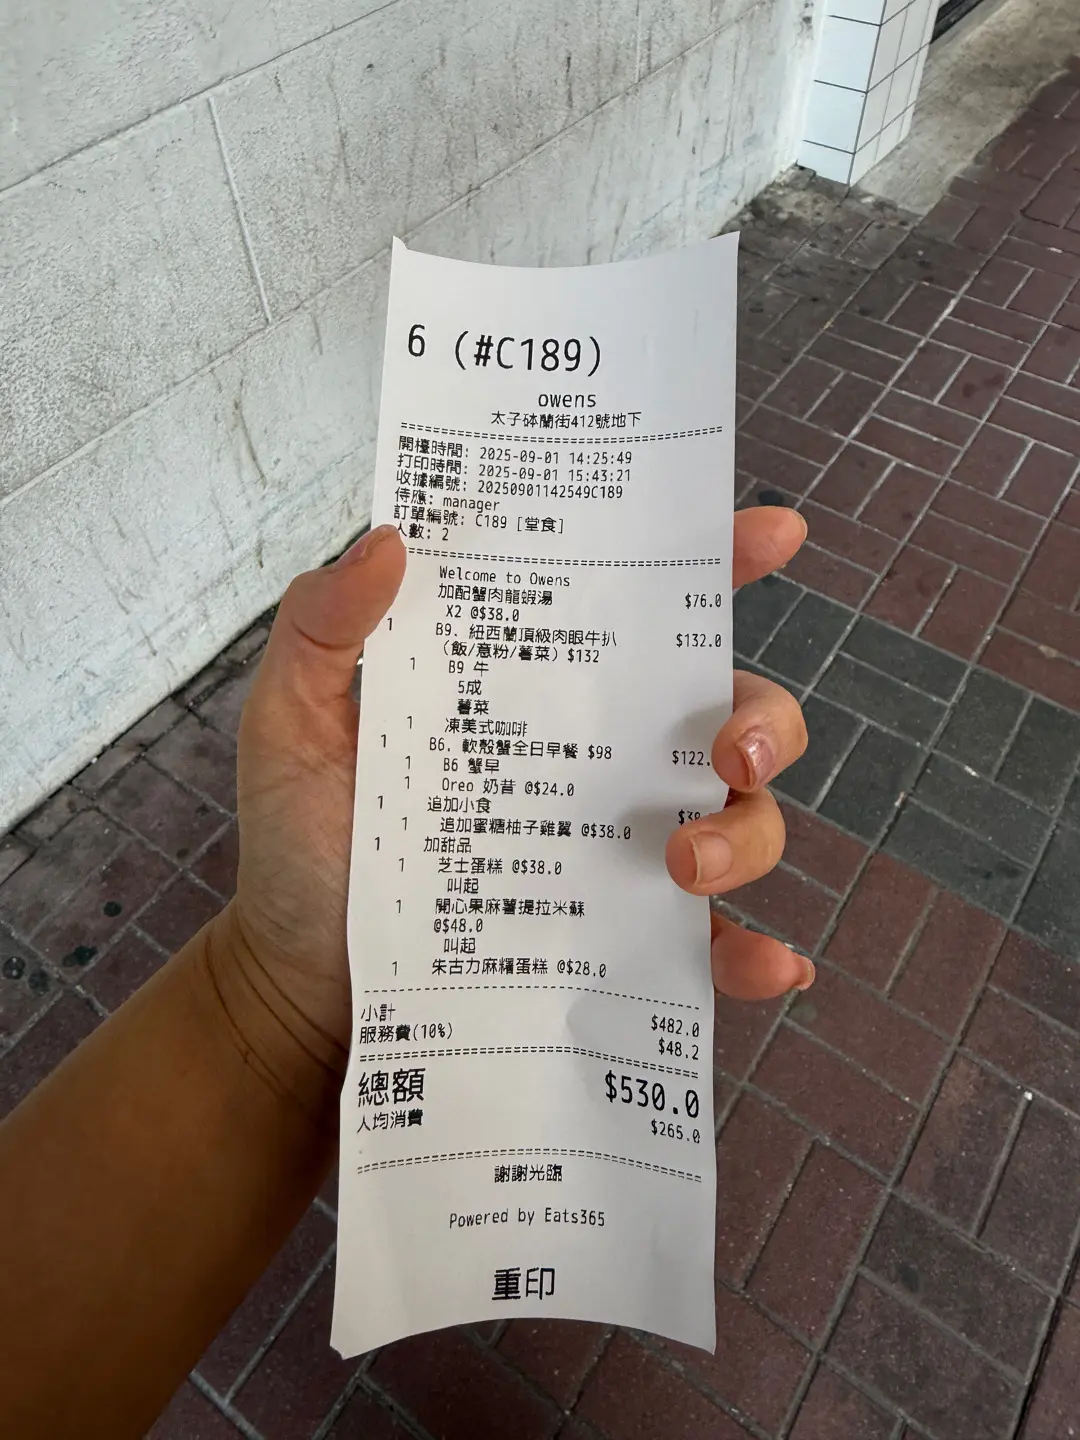 6 (#C189)
owens
太子砵蘭街412號地下
開檯時間: 2025-09-01 14:25:49
打印時間: 2025-09-01 15:43:21
收據編號: 20250901142549C189
侍應: manager
訂單編號: C189 [堂食]
人數: 2
Welcome to Owens
加配蟹肉龍蝦湯 $76.0
X2 @$38.0
1 B9. 紐西蘭頂級肉眼牛扒 $132.0
(飯/意粉/薯菜) $132
1 B9 牛
5成
薯菜
1 凍美式咖啡
1 B6. 軟殼蟹全日早餐 $98 $122.
1 B6 蟹早
1 Oreo 奶昔 @$24.0
1 追加小食
1 追加蜜糖柚子雞翼 @$38.0
1 加甜品
1 芝士蛋糕 @$38.0
叫起
1 開心果麻薯提拉米蘇
@$48.0
叫起
1 朱古力麻糬蛋糕 @$28.0
小計 $482.0
服務費(10%) $48.2
總額 $530.0
人均消費 $265.0
謝謝光臨
Powered by Eats365
重印